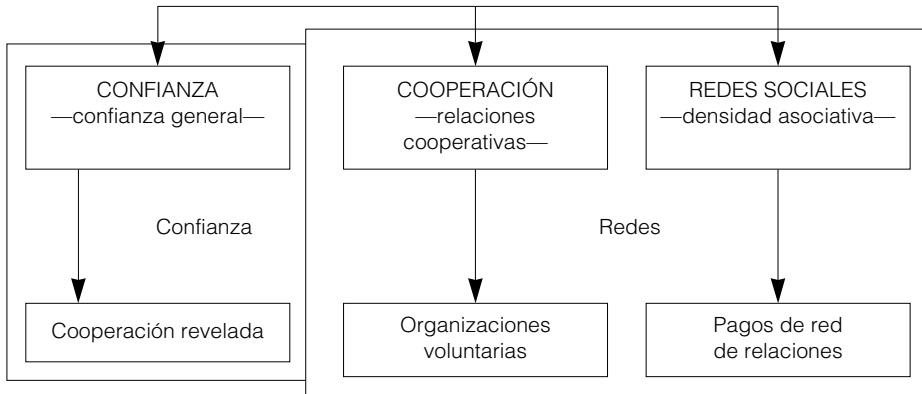 CONFIANZA
—confianza general—
COOPERACIÓN
—relaciones
cooperativas—
REDES SOCIALES
—densidad asociativa—
Confianza
Redes
Cooperación revelada
Organizaciones
voluntarias
Pagos de red
de relaciones